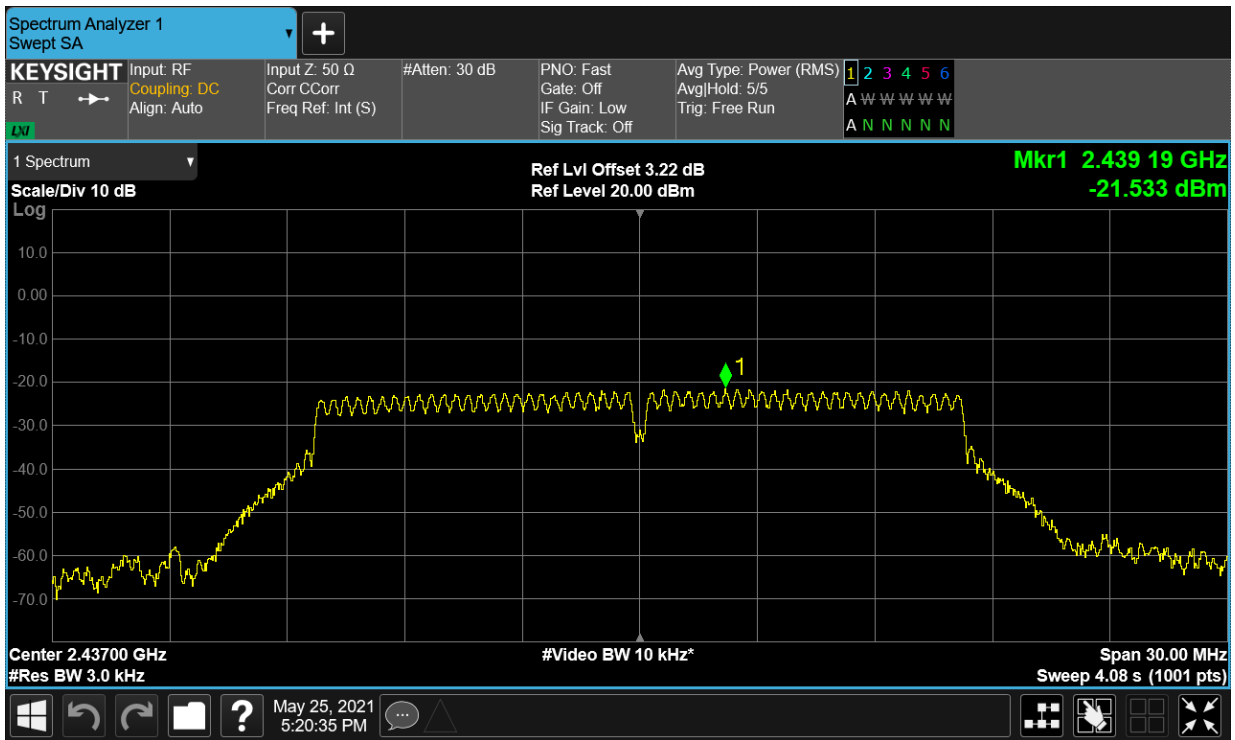 Spectrum Analyzer 1
Swept SA
KEYSIGHT
R T
LXI
Input: RF
Coupling: DC
Align: Auto
Input Z: 50 Ω
Corr CCorr
Freq Ref: Int (S)
#Atten: 30 dB
PNO: Fast
Gate: Off
IF Gain: Low
Sig Track: Off
Avg Type: Power (RMS)
Avg|Hold: 5/5
Trig: Free Run
1 2 3 4 5 6
A W W W W W
A N N N N N
1 Spectrum
Scale/Div 10 dB
Ref Lvl Offset 3.22 dB
Ref Level 20.00 dBm
Mkr1 2.439 19 GHz
-21.533 dBm
Log
10.0
0.00
-10.0
-20.0
-30.0
-40.0
-50.0
-60.0
-70.0
1
Center 2.43700 GHz
#Res BW 3.0 kHz
#Video BW 10 kHz*
Span 30.00 MHz
Sweep 4.08 s (1001 pts)
?
May 25, 2021
5:20:35 PM